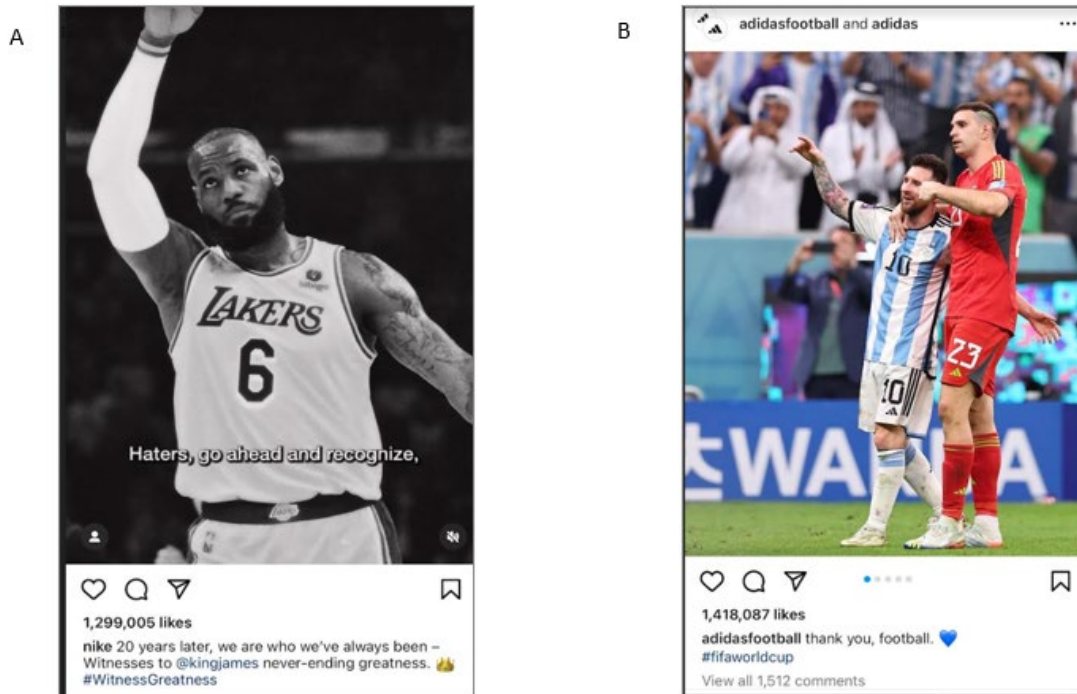 A
LAKERS
6
Haters, go ahead and recognize,
1,299,005 likes
nike 20 years later, we are who we've always been –
Witnesses to @kingjames never-ending greatness. 👑
#WitnessGreatness
B
adidasfootball and adidas
10
10
23
WA
DA
1,418,087 likes
adidasfootball thank you, football. 💙
#fifaworldcup
View all 1,512 comments